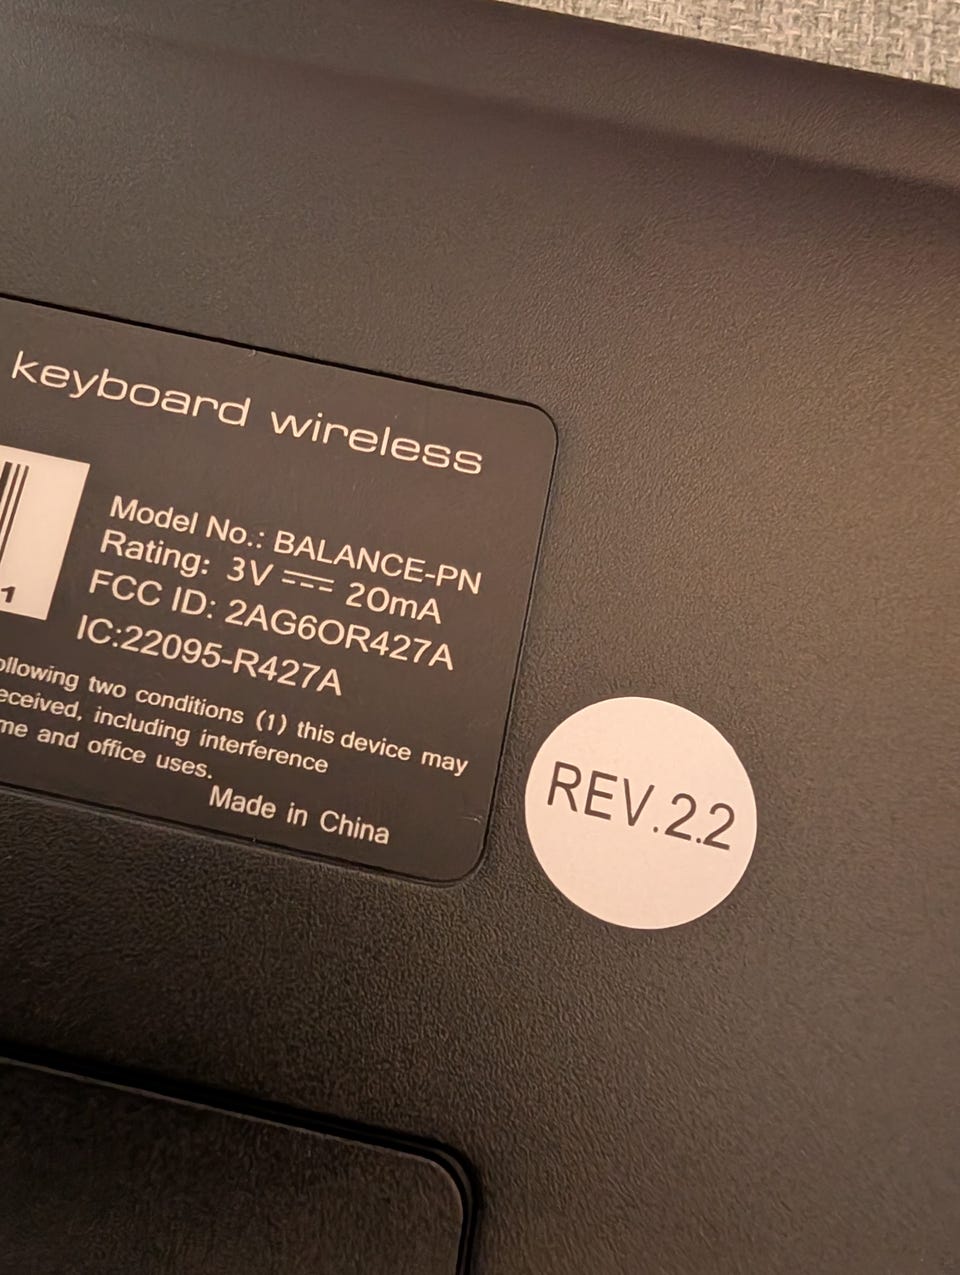 keyboard wireless
1
Model No.: BALANCE-PN
Rating: 3V ⎓ 20mA
FCC ID: 2AG6OR427A
IC:22095-R427A
ollowing two conditions (1) this device may
eceived, including interference
me and office uses.
Made in China
REV.2.2